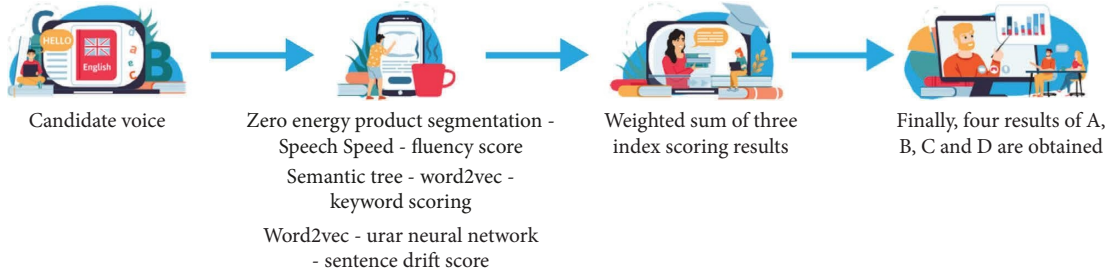 HELLO
English
Candidate voice
Zero energy product segmentation -
Speech Speed - fluency score
Semantic tree - word2vec -
keyword scoring
Word2vec - urar neural network
- sentence drift score
Weighted sum of three
index scoring results
Finally, four results of A,
B, C and D are obtained